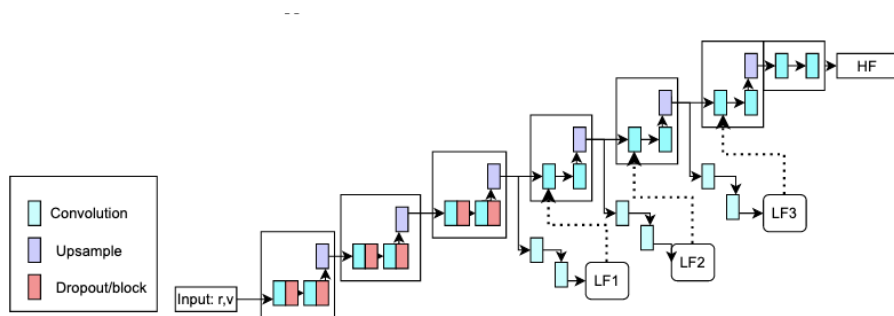 HF
Convolution
Upsample
Dropout/block
Input: r,v
LF1
LF2
LF3